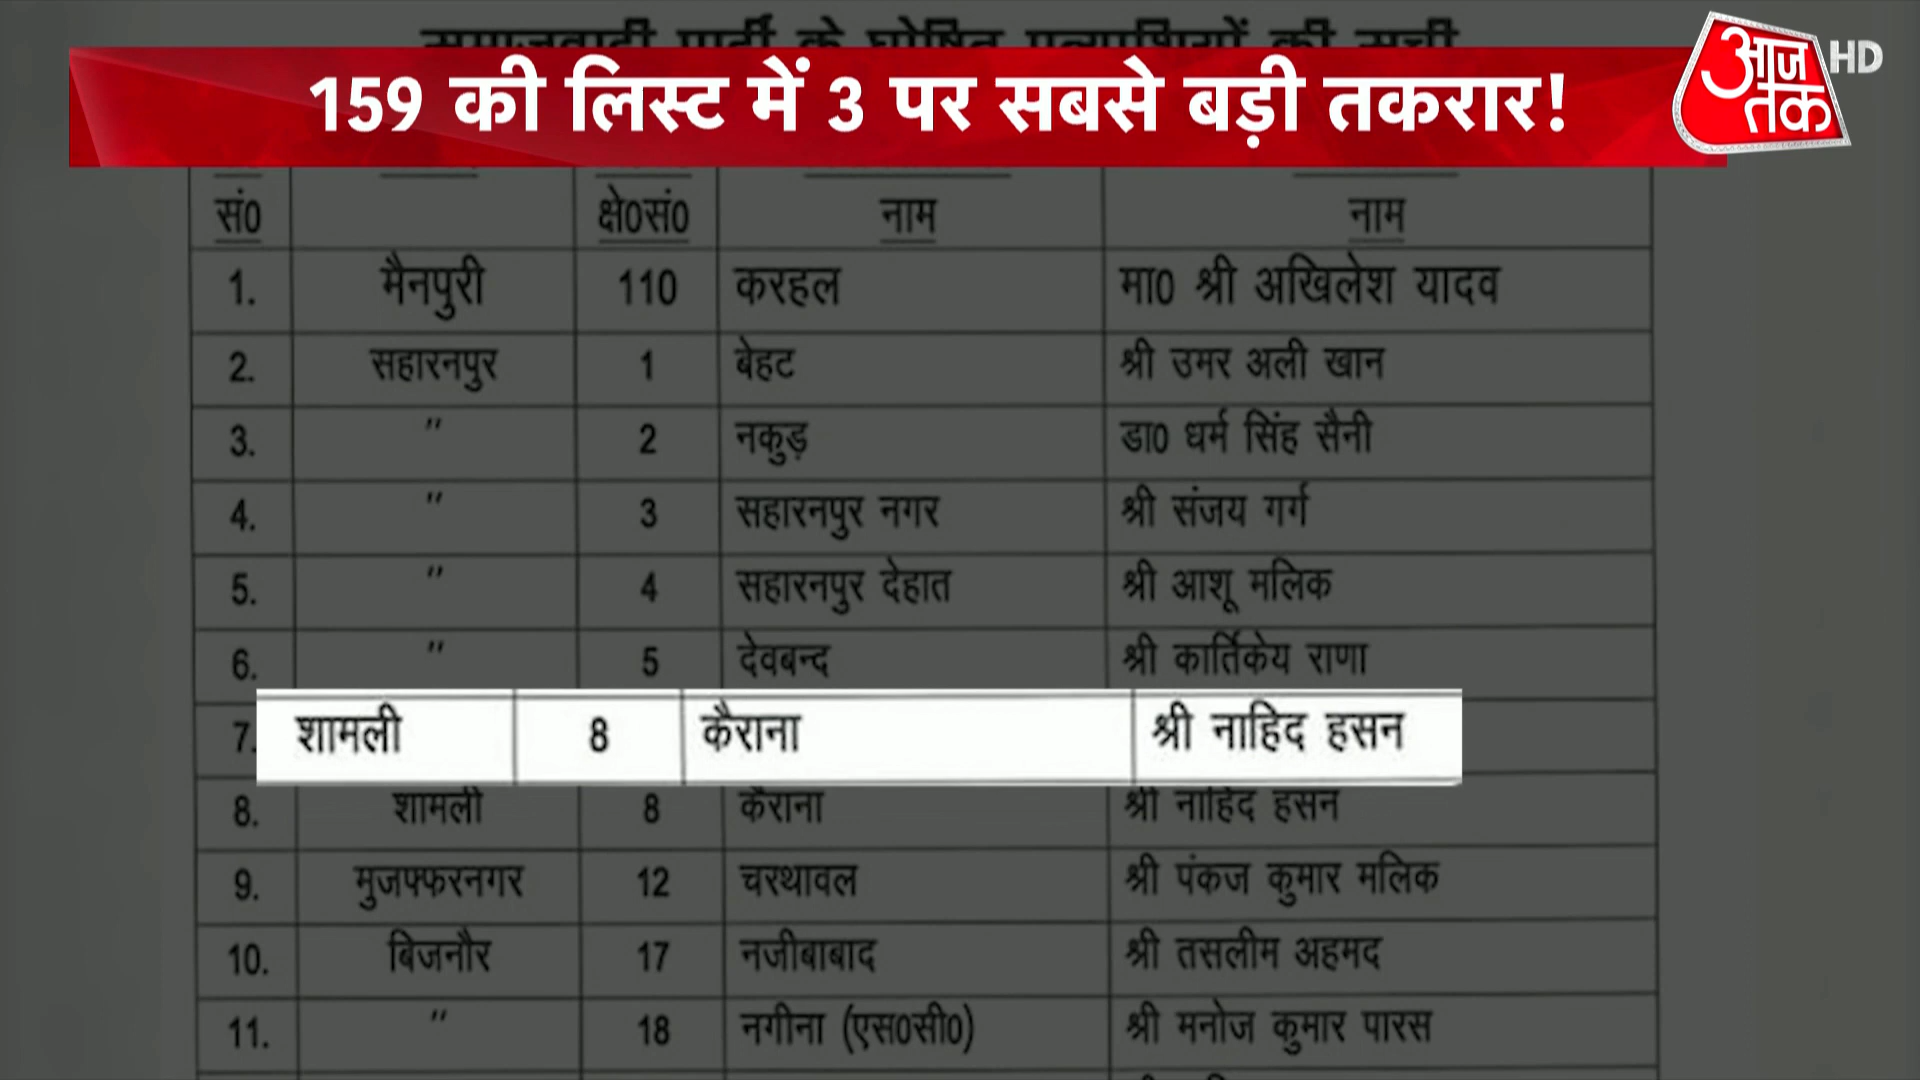 समाजवादी पार्टी के घोषित प्रत्याशियों की सूची
159 की लिस्ट में 3 पर सबसे बड़ी तकरार!
आज तक HD
सं0 क्षे0सं0 नाम नाम
1. मैनपुरी 110 करहल मा0 श्री अखिलेश यादव
2. सहारनपुर 1 बेहट श्री उमर अली खान
3. " 2 नकुड़ डा0 धर्म सिंह सैनी
4. " 3 सहारनपुर नगर श्री संजय गर्ग
5. " 4 सहारनपुर देहात श्री आशू मलिक
6. " 5 देवबन्द श्री कार्तिकेय राणा
7. शामली 8 कैराना श्री नाहिद हसन
8. शामली 8 कैराना श्री नाहिद हसन
9. मुजफ्फरनगर 12 चरथावल श्री पंकज कुमार मलिक
10. बिजनौर 17 नजीबाबाद श्री तसलीम अहमद
11. " 18 नगीना (एस0सी0) श्री मनोज कुमार पारस